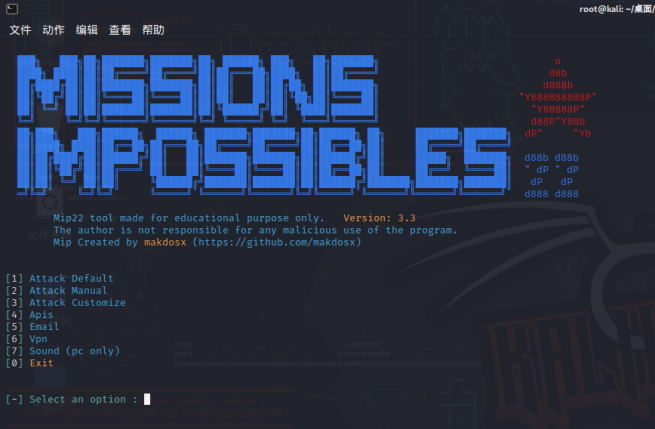 root@kali: ~/桌面/
文件 动作 编辑 查看 帮助
MISIONS
IMPOSSIBLES
Mip22 tool made for educational purpose only. Version: 3.3
The author is not responsible for any malicious use of the program.
Mip Created by makdosx (https://github.com/makdosx)
[1] Attack Default
[2] Attack Manual
[3] Attack Customize
[4] Apis
[5] Email
[6] Vpn
[7] Sound (pc only)
[0] Exit
[~] Select an option :